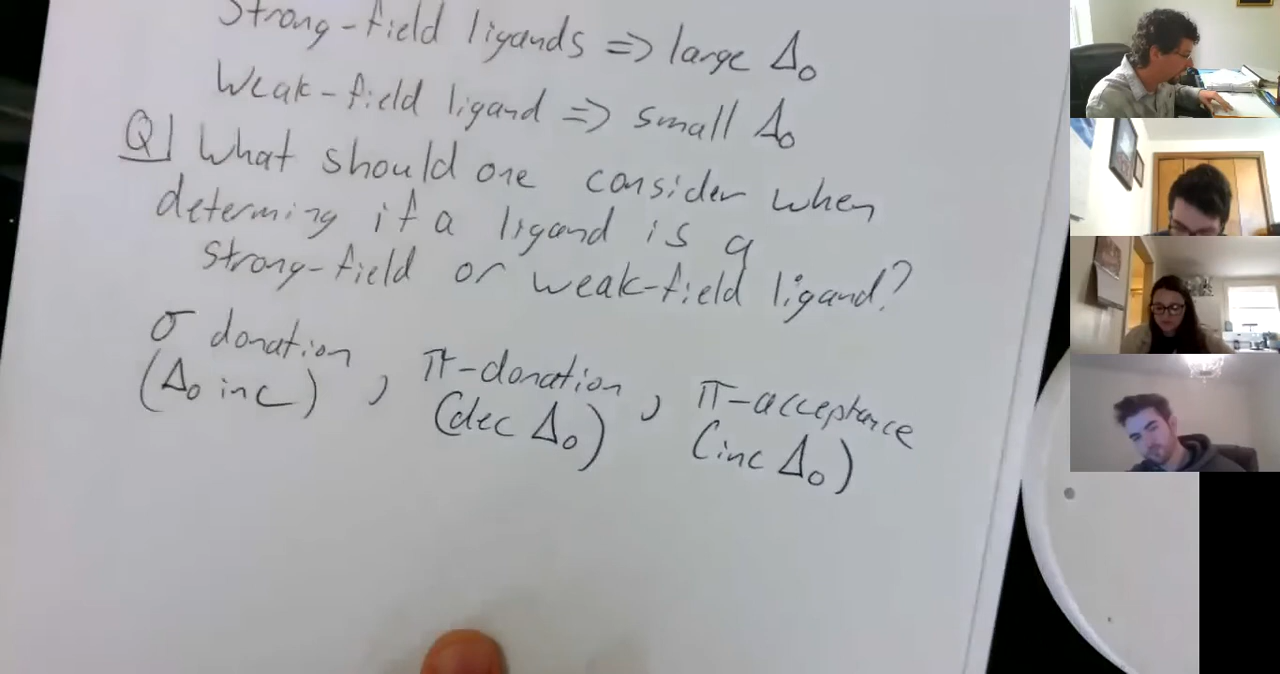 Strong-field ligands => large Δo
Weak-field ligand => small Δo
Q] What should one consider when
determing if a ligand is a
strong-field or weak-field ligand?
σ donation , π-donation , π-acceptance
(Δo inc) (dec Δo) (inc Δo)